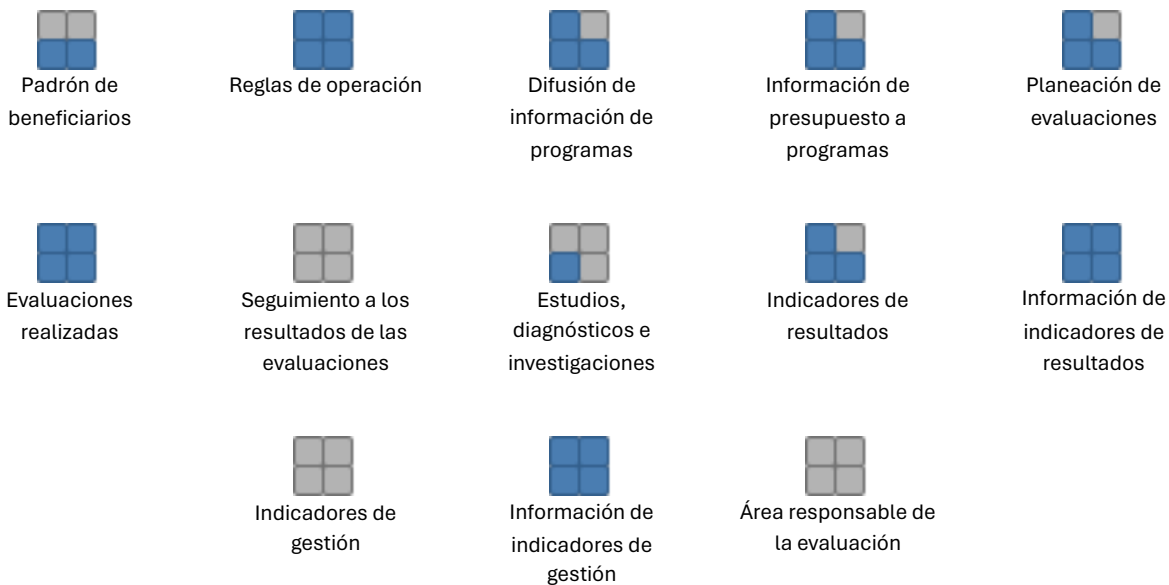 Padrón de
beneficiarios
Reglas de operación
Difusión de
información de
programas
Información de
presupuesto a
programas
Planeación de
evaluaciones
Evaluaciones
realizadas
Seguimiento a los
resultados de las
evaluaciones
Estudios,
diagnósticos e
investigaciones
Indicadores de
resultados
Información de
indicadores de
resultados
Indicadores de
gestión
Información de
indicadores de
gestión
Área responsable de
la evaluación